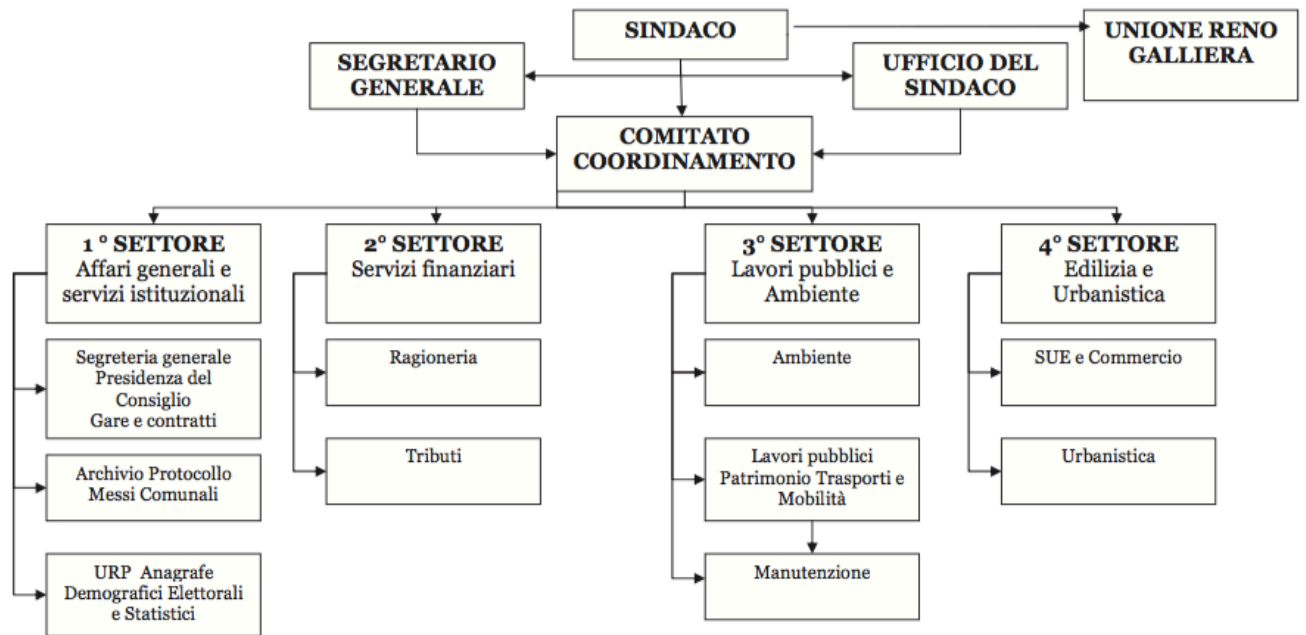 SINDACO
UNIONE RENO
GALLIERA
SEGRETARIO
GENERALE
UFFICIO DEL
SINDACO
COMITATO
COORDINAMENTO
1 ° SETTORE
Affari generali e
servizi istituzionali
2° SETTORE
Servizi finanziari
3° SETTORE
Lavori pubblici e
Ambiente
4° SETTORE
Edilizia e
Urbanistica
Segreteria generale
Presidenza del
Consiglio
Gare e contratti
Ragioneria
Ambiente
SUE e Commercio
Archivio Protocollo
Messi Comunali
Tributi
Lavori pubblici
Patrimonio Trasporti e
Mobilità
Urbanistica
URP Anagrafe
Demografici Elettorali
e Statistici
Manutenzione